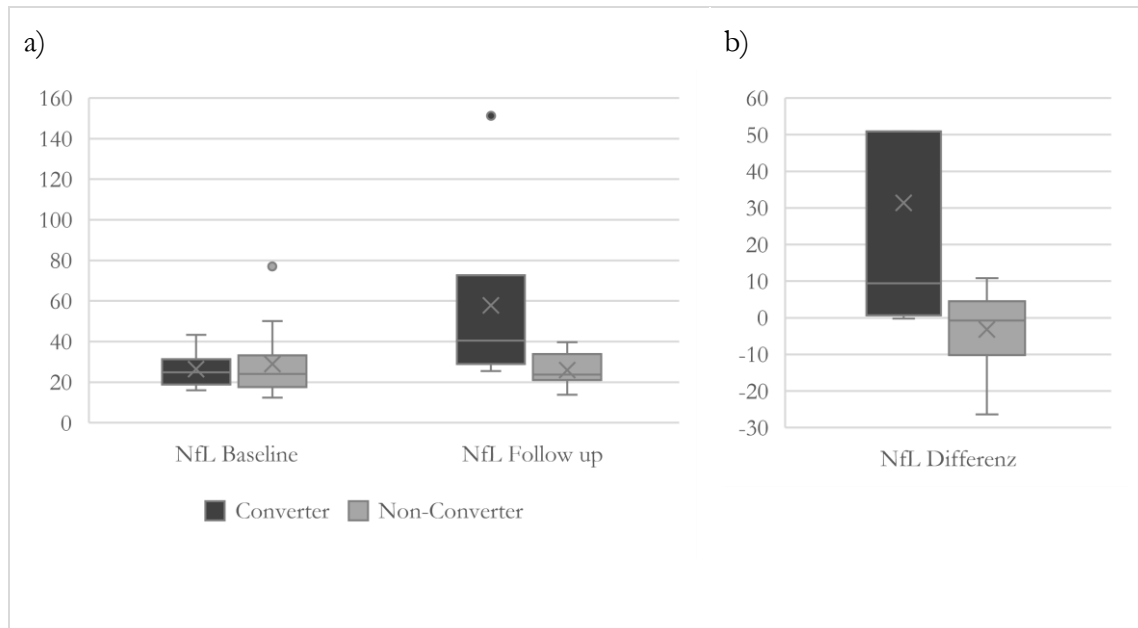 a)
160
140
120
100
80
60
40
20
0
NfL Baseline
NfL Follow up
Converter
Non-Converter
b)
60
50
40
30
20
10
0
-10
-20
-30
NfL Differenz